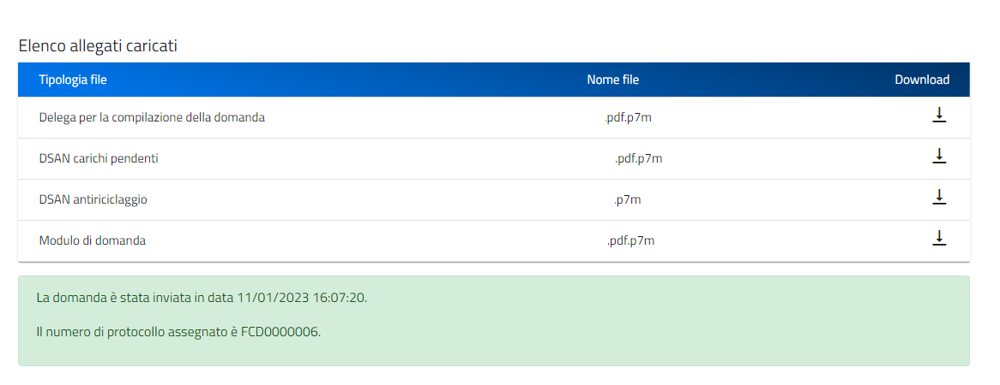 Elenco allegati caricati
Tipologia file Nome file Download
Delega per la compilazione della domanda .pdf.p7m
DSAN carichi pendenti .pdf.p7m
DSAN antiriciclaggio .p7m
Modulo di domanda .pdf.p7m
La domanda è stata inviata in data 11/01/2023 16:07:20.
Il numero di protocollo assegnato è FCD0000006.